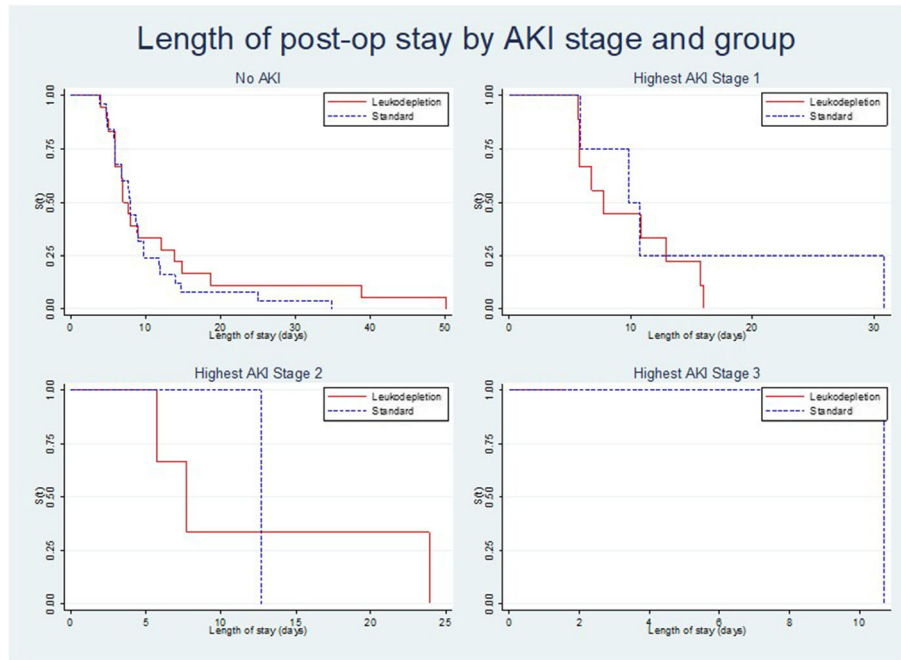 Length of post-op stay by AKI stage and group
No AKI
Leukodepletion
Standard
S(t)
1.00
0.75
0.50
0.25
0.00
0 10 20 30 40 50
Length of stay (days)
Highest AKI Stage 1
Leukodepletion
Standard
S(t)
1.00
0.75
0.50
0.25
0.00
0 10 20 30
Length of stay (days)
Highest AKI Stage 2
Leukodepletion
Standard
S(t)
1.00
0.75
0.50
0.25
0.00
0 5 10 15 20 25
Length of stay (days)
Highest AKI Stage 3
Leukodepletion
Standard
S(t)
1.00
0.75
0.50
0.25
0.00
0 2 4 6 8 10
Length of stay (days)